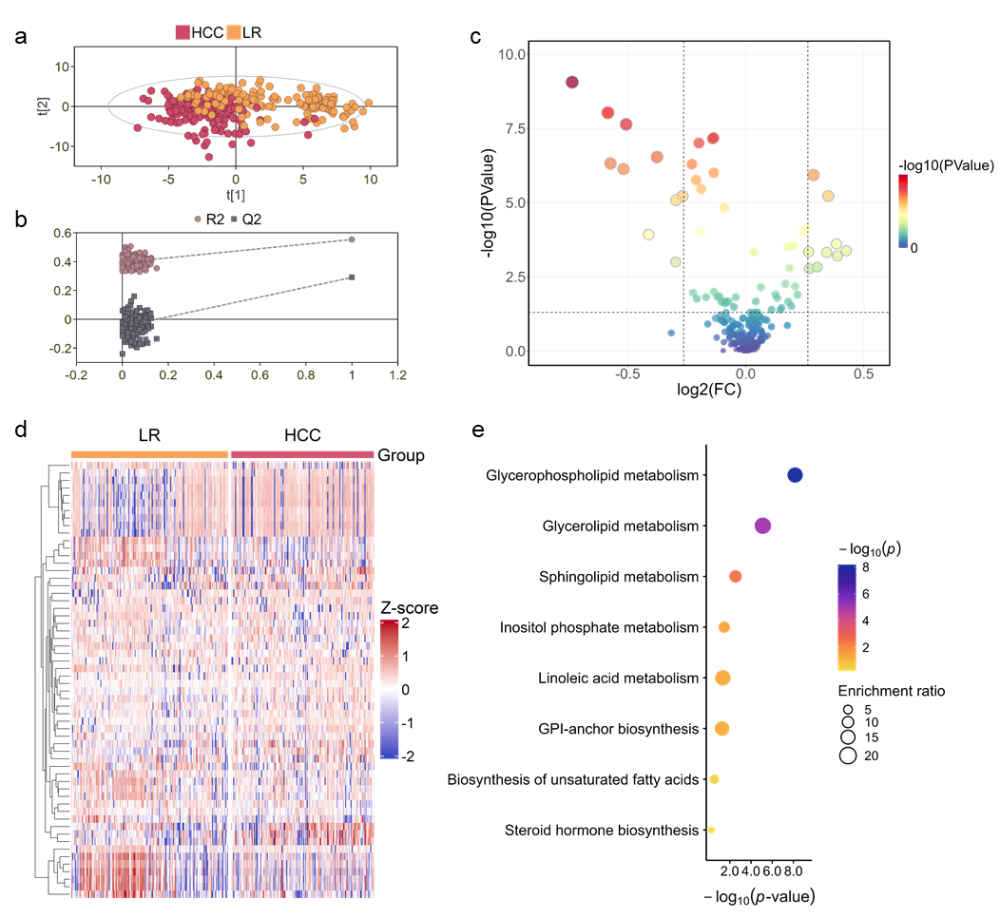 a
HCC LR
10
0
-10
t[2]
-10 -5 0 5 10
t[1]
b
R2 Q2
0.6
0.4
0.2
0
-0.2
-0.2 0 0.2 0.4 0.6 0.8 1 1.2
c
10.0
7.5
5.0
2.5
0.0
-log10(PValue)
-0.5 0.0 0.5
log2(FC)
-log10(PValue)
0
d
LR HCC
Group
Z-score
2
1
0
-1
-2
e
Glycerophospholipid metabolism
Glycerolipid metabolism
Sphingolipid metabolism
Inositol phosphate metabolism
Linoleic acid metabolism
GPI-anchor biosynthesis
Biosynthesis of unsaturated fatty acids
Steroid hormone biosynthesis
2.0 4.0 6.0 8.0
− log10(p-value)
− log10(p)
8
6
4
2
Enrichment ratio
5
10
15
20